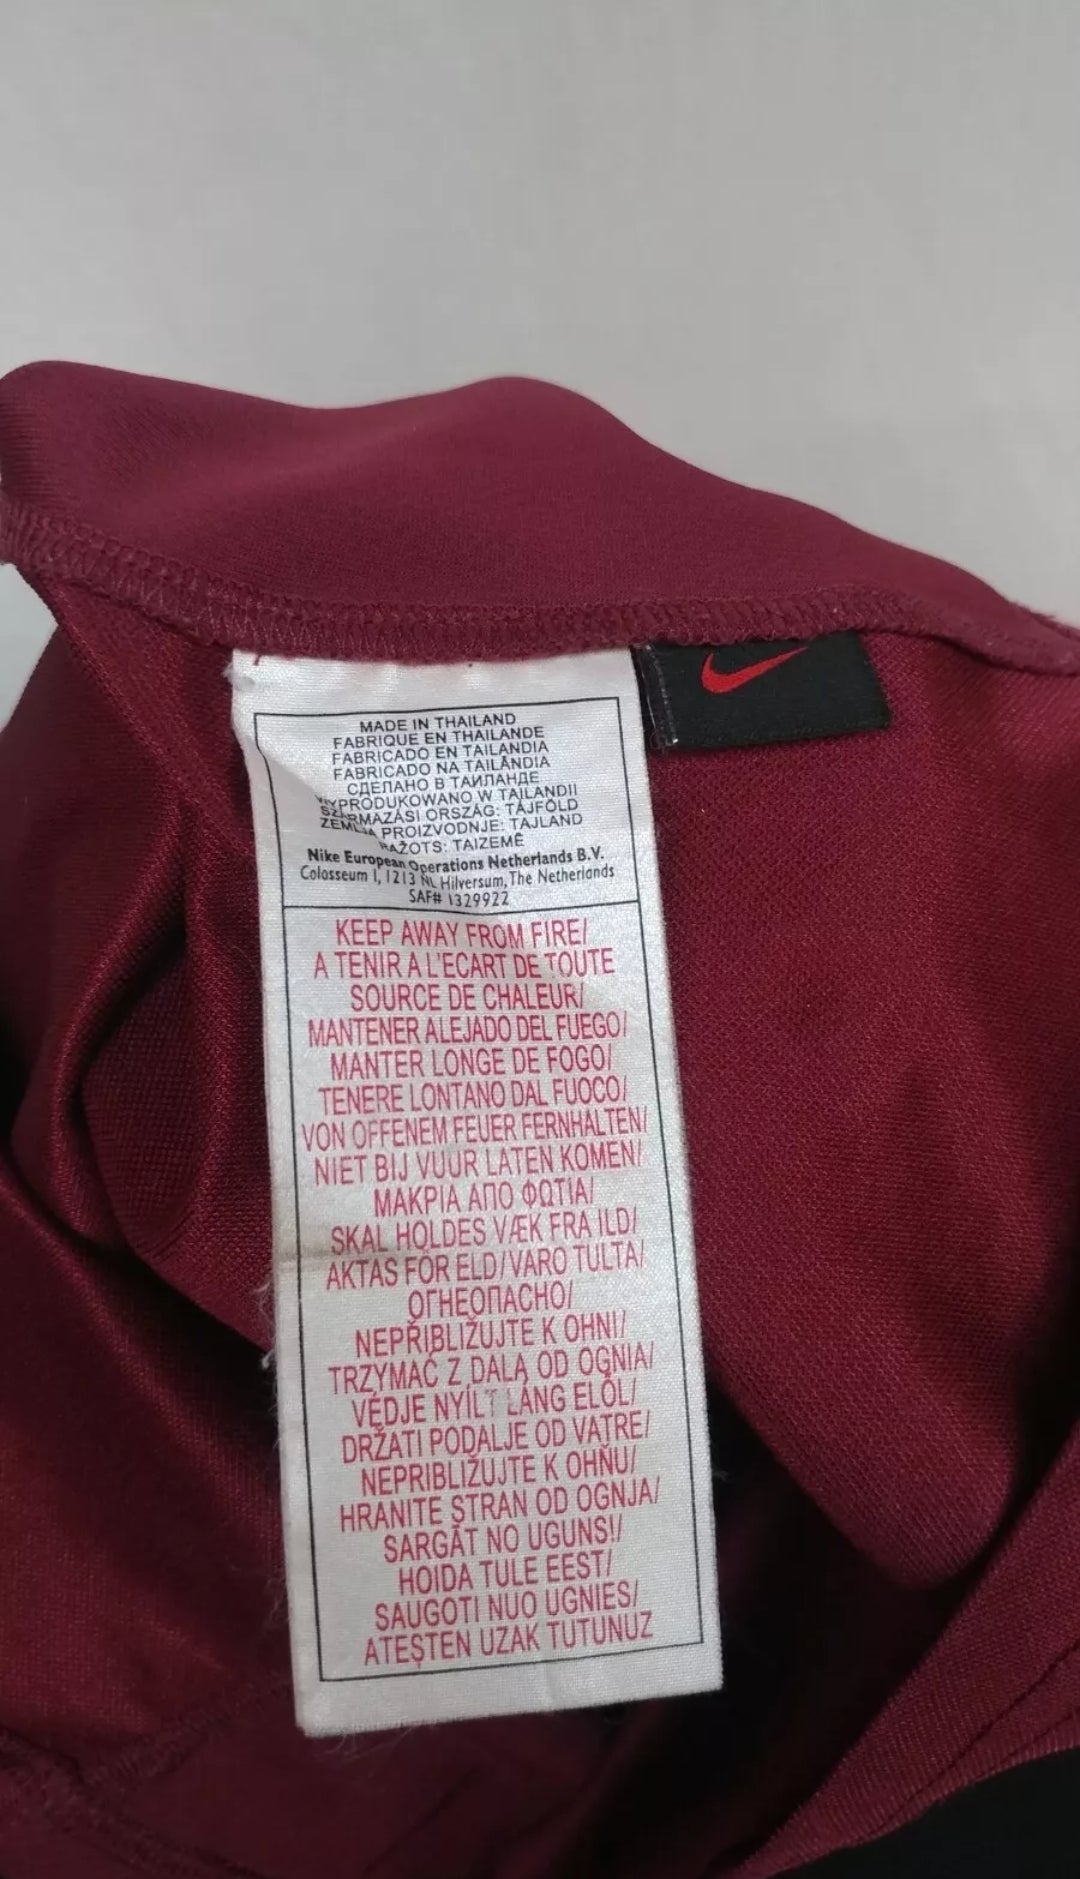 MADE IN THAILAND
FABRIQUE EN THAILANDE
FABRICADO EN TAILANDIA
FABRICADO NA TAILÂNDIA
СДЕЛАНО В ТАИЛАНДЕ
WYPRODUKOWANO W TAJLANDII
SZÁRMAZÁSI ORSZÁG: TÁJFÖLD
ZEMLJA PROIZVODNJE: TAJLAND
RAŽOTS: TAIZEMĒ
Nike European Operations Netherlands B.V.
Colosseum 1, 1213 NL Hilversum, The Netherlands
SAF# 1329922
KEEP AWAY FROM FIRE/
A TENIR A L'ECART DE TOUTE
SOURCE DE CHALEUR/
MANTENER ALEJADO DEL FUEGO/
MANTER LONGE DE FOGO/
TENERE LONTANO DAL FUOCO/
VON OFFENEM FEUER FERNHALTEN/
NIET BIJ VUUR LATEN KOMEN/
ΜΑΚΡΙΑ ΑΠΟ ΦΩΤΙΑ/
SKAL HOLDES VÆK FRA ILD/
AKTAS FÖR ELD/VARO TULTA/
ОГНЕОПАСНО/
NEPŘIBLIŽUJTE K OHNI/
TRZYMAĆ Z DALA OD OGNIA/
VÉDJE NYÍLT LÁNG ELŐL/
DRŽATI PODALJE OD VATRE/
NEPRIBLIŽUJTE K OHŇU/
HRANITE STRAN OD OGNJA/
SARGĀT NO UGUNS!/
HOIDA TULE EEST/
SAUGOTI NUO UGNIES/
ATEŞTEN UZAK TUTUNUZ